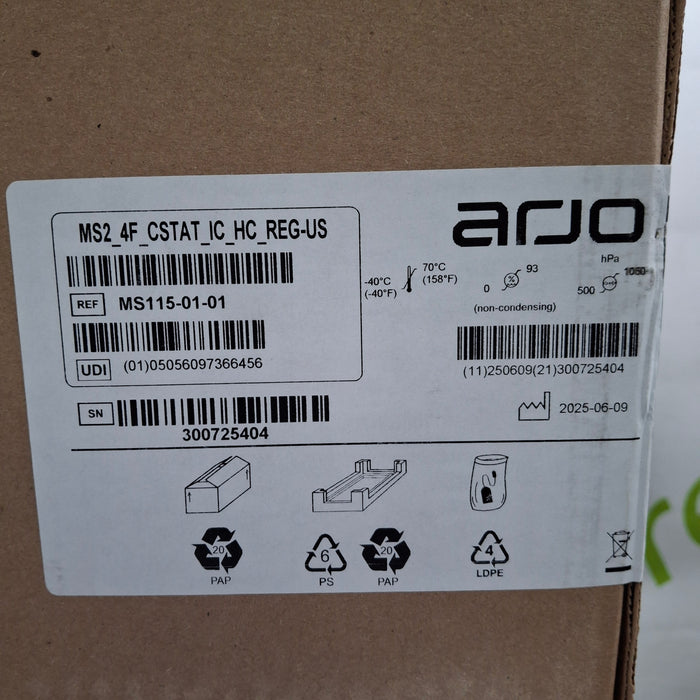 MS2_4F_CSTAT_IC_HC_REG-US
arjo
REF MS115-01-01
UDI (01)05056097366456
SN
300725404
-40°C
(-40°F)
70°C
(158°F)
0
%
93
(non-condensing)
hPa
500
1060
(11)250609(21)300725404
2025-06-09
20
PAP
6
PS
20
PAP
4
LDPE
re